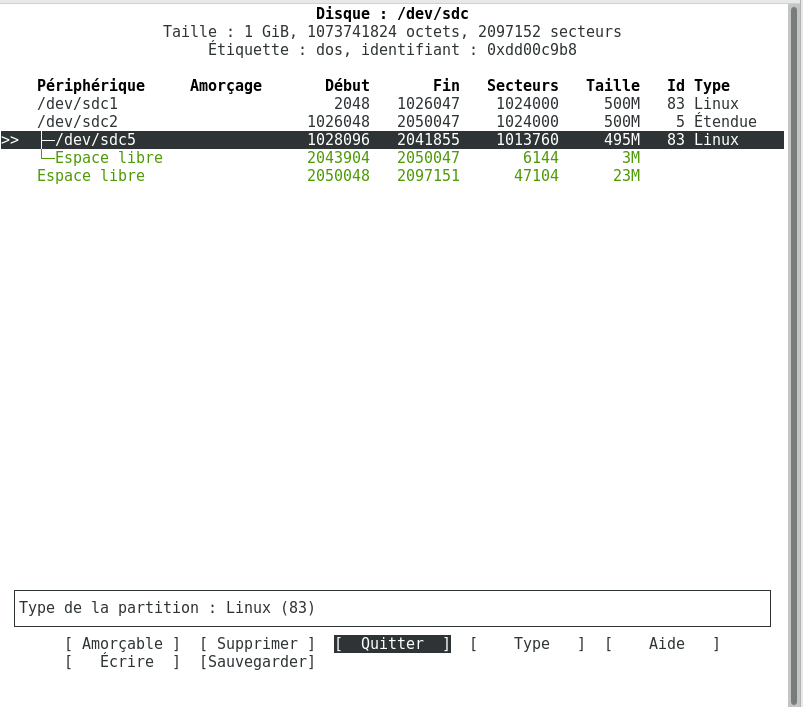 Disque : /dev/sdc
Taille : 1 GiB, 1073741824 octets, 2097152 secteurs
Étiquette : dos, identifiant : 0xdd00c9b8
Périphérique Amorçage Début Fin Secteurs Taille Id Type
/dev/sdc1 2048 1026047 1024000 500M 83 Linux
/dev/sdc2 1026048 2050047 1024000 500M 5 Étendue
>> ├─/dev/sdc5 1028096 2041855 1013760 495M 83 Linux
└─Espace libre 2043904 2050047 6144 3M
Espace libre 2050048 2097151 47104 23M
Type de la partition : Linux (83)
[ Amorçable ] [ Supprimer ] [ Quitter ] [ Type ] [ Aide ]
[ Écrire ] [Sauvegarder]